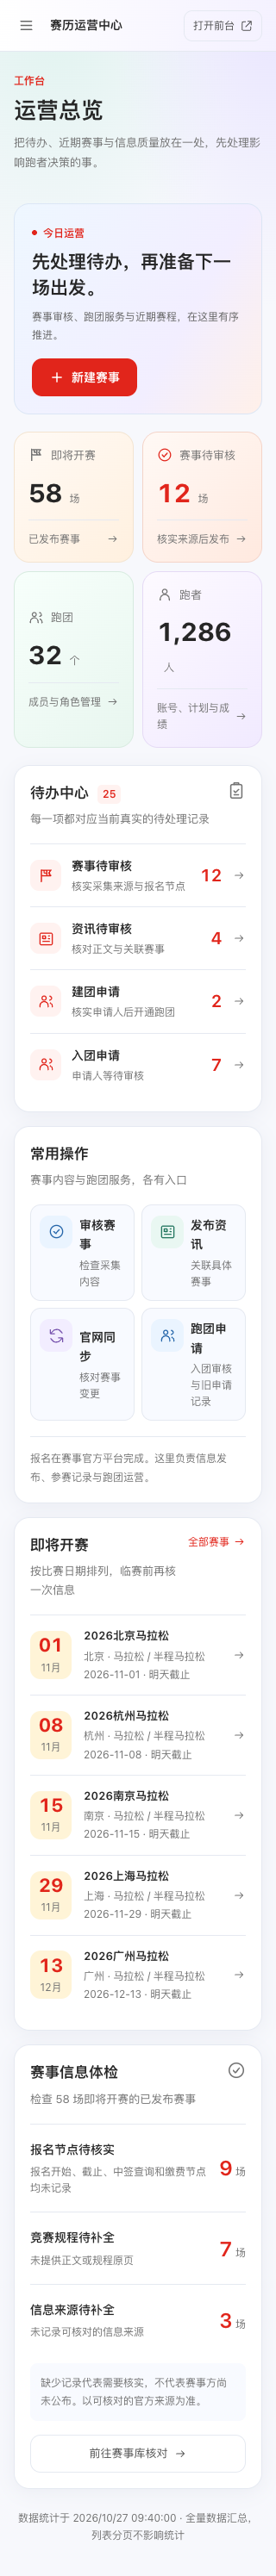 赛历运营中心
打开前台
工作台
运营总览
把待办、近期赛事与信息质量放在一处，先处理影
响跑者决策的事。
今日运营
先处理待办，再准备下一
场出发。
赛事审核、跑团服务与近期赛程，在这里有序
推进。
新建赛事
即将开赛
58 场
已发布赛事
赛事待审核
12 场
核实来源后发布
跑团
32 个
成员与角色管理
跑者
1,286
人
账号、计划与成
绩
待办中心 25
每一项都对应当前真实的待处理记录
赛事待审核
核实采集来源与报名节点
12
资讯待审核
核对正文与关联赛事
4
建团申请
核实申请人后开通跑团
2
入团申请
申请人等待审核
7
常用操作
赛事内容与跑团服务，各有入口
审核赛
事
检查采集
内容
发布资
讯
关联具体
赛事
官网同
步
核对赛事
变更
跑团申
请
入团审核
与旧申请
记录
报名在赛事官方平台完成。这里负责信息发
布、参赛记录与跑团运营。
即将开赛
全部赛事
按比赛日期排列，临赛前再核
一次信息
01
11月
2026北京马拉松
北京 · 马拉松 / 半程马拉松
2026-11-01 · 明天截止
08
11月
2026杭州马拉松
杭州 · 马拉松 / 半程马拉松
2026-11-08 · 明天截止
15
11月
2026南京马拉松
南京 · 马拉松 / 半程马拉松
2026-11-15 · 明天截止
29
11月
2026上海马拉松
上海 · 马拉松 / 半程马拉松
2026-11-29 · 明天截止
13
12月
2026广州马拉松
广州 · 马拉松 / 半程马拉松
2026-12-13 · 明天截止
赛事信息体检
检查 58 场即将开赛的已发布赛事
报名节点待核实
报名开始、截止、中签查询和缴费节点
均未记录
9 场
竞赛规程待补全
未提供正文或规程原页
7 场
信息来源待补全
未记录可核对的信息来源
3 场
缺少记录代表需要核实，不代表赛事方尚
未公布。以可核对的官方来源为准。
前往赛事库核对
数据统计于 2026/10/27 09:40:00 · 全量数据汇总，
列表分页不影响统计